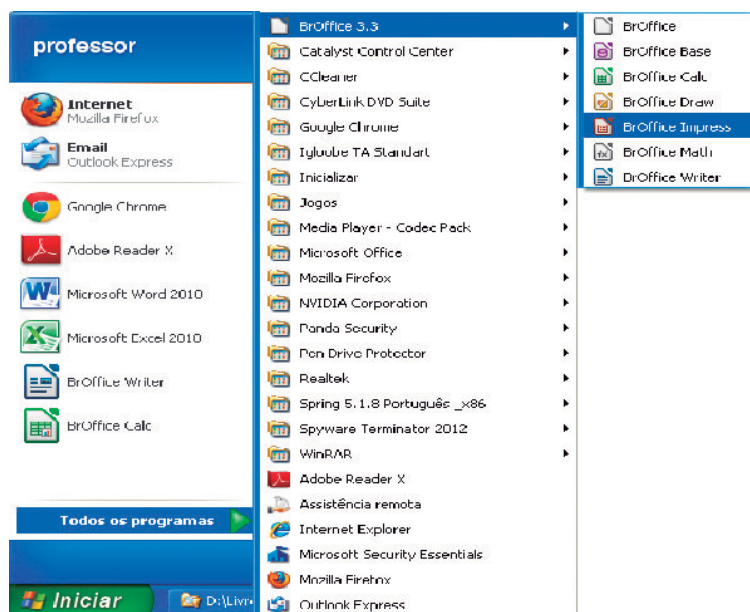 professor
Internet
Mozilla Firefox
Email
Outlook Express
Google Chrome
Adobe Reader X
Microsoft Word 2010
Microsoft Excel 2010
BrOffice Writer
BrOffice Calc
Todos os programas
Iniciar
D:\Livro
BrOffice 3.3
Catalyst Control Center
CCleaner
CyberLink DVD Suite
Google Chrome
Inicializar
Jogos
Media Player - Codec Pack
Microsoft Office
Mozilla Firefox
NVIDIA Corporation
Panda Security
Pen Drive Protector
Realtek
Spring 5.1.8 Português _x86
Spyware Terminator 2012
WinRAR
Adobe Reader X
Assistência remota
Internet Explorer
Microsoft Security Essentials
Mozilla Firefox
Outlook Express
BrOffice
BrOffice Base
BrOffice Calc
BrOffice Draw
BrOffice Impress
BrOffice Math
BrOffice Writer